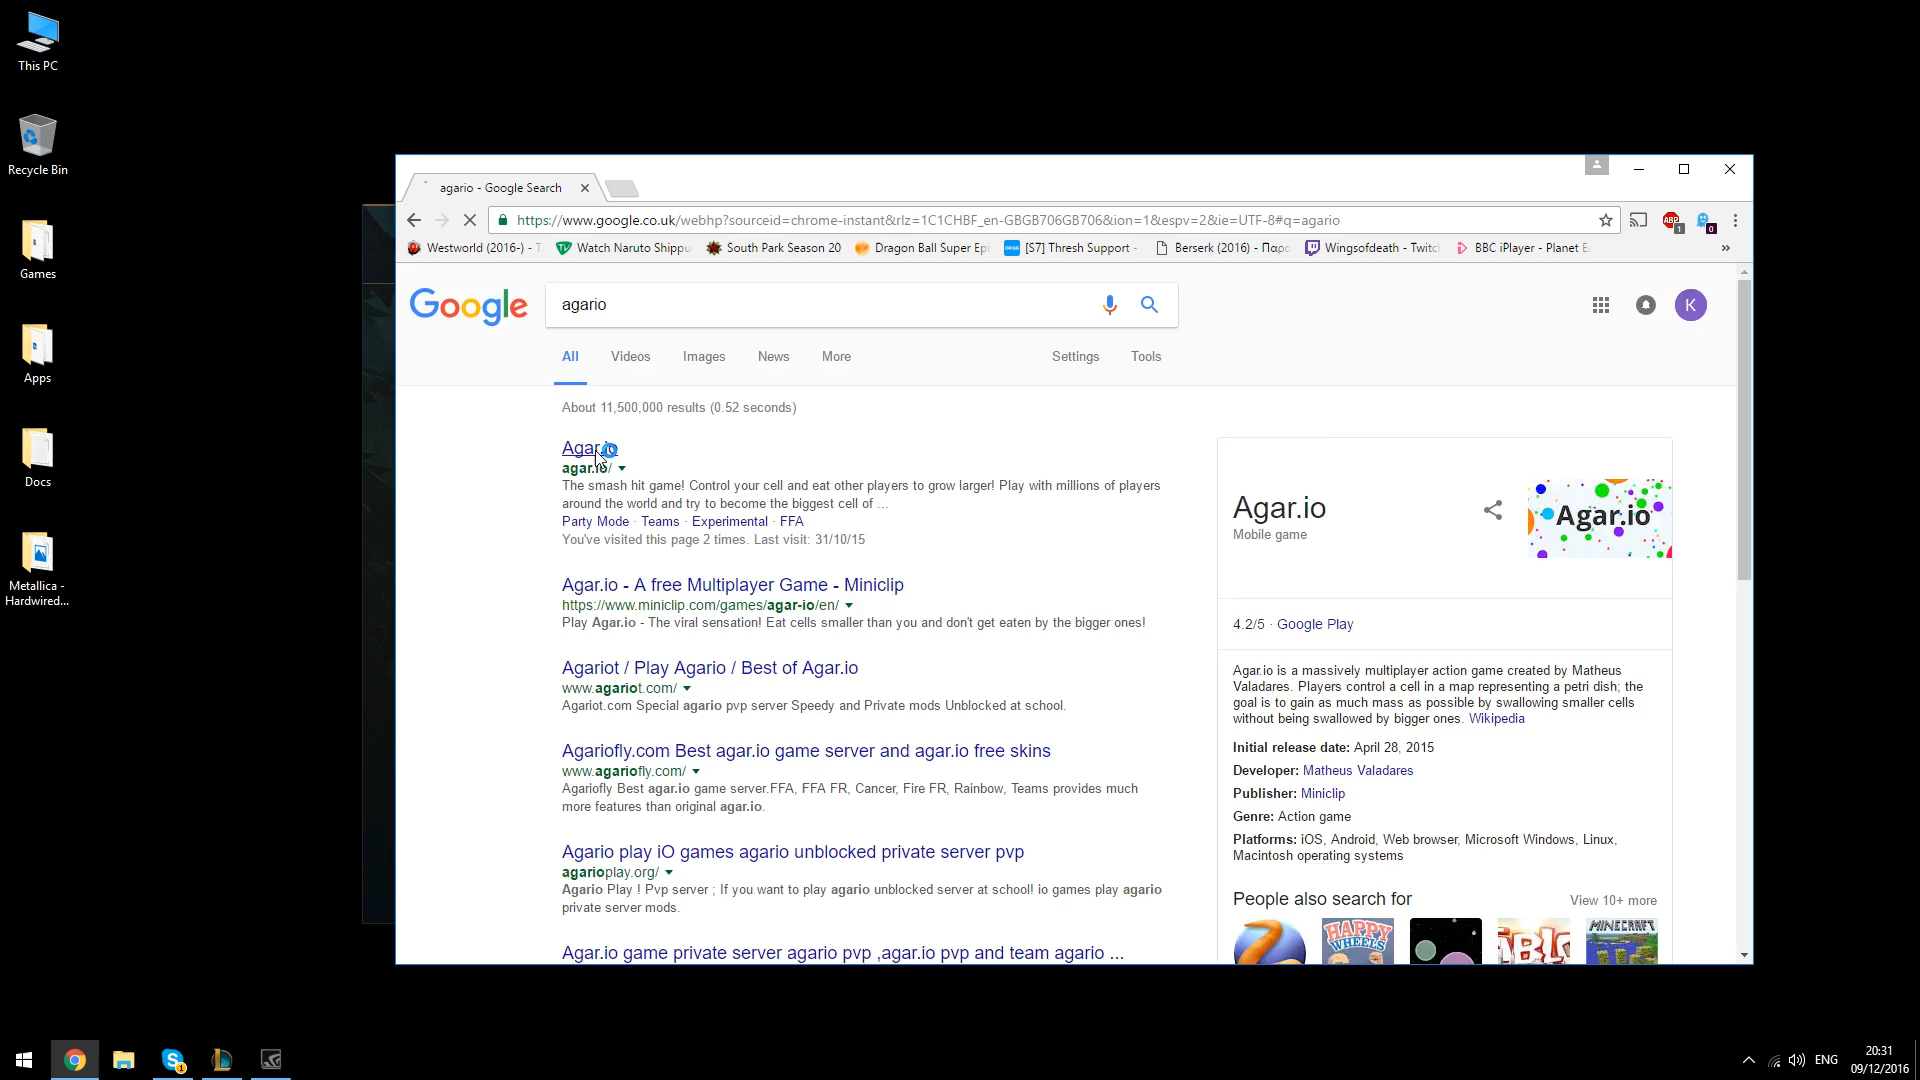 This PC
Recycle Bin
Games
Apps
Docs
Metallica -
Hardwired...
agario - Google Search
https://www.google.co.uk/webhp?sourceid=chrome-instant&rlz=1C1CHBF_en-GBGB706GB706&ion=1&espv=2&ie=UTF-8#q=agario
ABP
1
0
Westworld (2016-) - T
Watch Naruto Shippu
South Park Season 20
Dragon Ball Super Epi
[S7] Thresh Support -
Berserk (2016) - Паро
Wingsofdeath - Twitch
BBC iPlayer - Planet Ea
»
Google
agario
K
All
Videos
Images
News
More
Settings
Tools
About 11,500,000 results (0.52 seconds)
Agar.io
agar.io/
The smash hit game! Control your cell and eat other players to grow larger! Play with millions of players
around the world and try to become the biggest cell of ...
Party Mode · Teams · Experimental · FFA
You've visited this page 2 times. Last visit: 31/10/15
Agar.io - A free Multiplayer Game - Miniclip
https://www.miniclip.com/games/agar-io/en/
Play Agar.io - The viral sensation! Eat cells smaller than you and don't get eaten by the bigger ones!
Agariot / Play Agario / Best of Agar.io
www.agariot.com/
Agariot.com Special agario pvp server Speedy and Private mods Unblocked at school.
Agariofly.com Best agar.io game server and agar.io free skins
www.agariofly.com/
Agariofly Best agar.io game server.FFA, FFA FR, Cancer, Fire FR, Rainbow, Teams provides much
more features than original agar.io.
Agario play iO games agario unblocked private server pvp
agarioplay.org/
Agario Play ! Pvp server ; If you want to play agario unblocked server at school! io games play agario
private server mods.
Agar.io game private server agario pvp ,agar.io pvp and team agario ...
Agar.io
Mobile game
Agar.io
4.2/5 · Google Play
Agar.io is a massively multiplayer action game created by Matheus
Valadares. Players control a cell in a map representing a petri dish; the
goal is to gain as much mass as possible by swallowing smaller cells
without being swallowed by bigger ones. Wikipedia
Initial release date: April 28, 2015
Developer: Matheus Valadares
Publisher: Miniclip
Genre: Action game
Platforms: iOS, Android, Web browser, Microsoft Windows, Linux,
Macintosh operating systems
People also search for
View 10+ more
HAPPY
WHEELS
MINECRAFT
S
1
ENG
20:31
09/12/2016